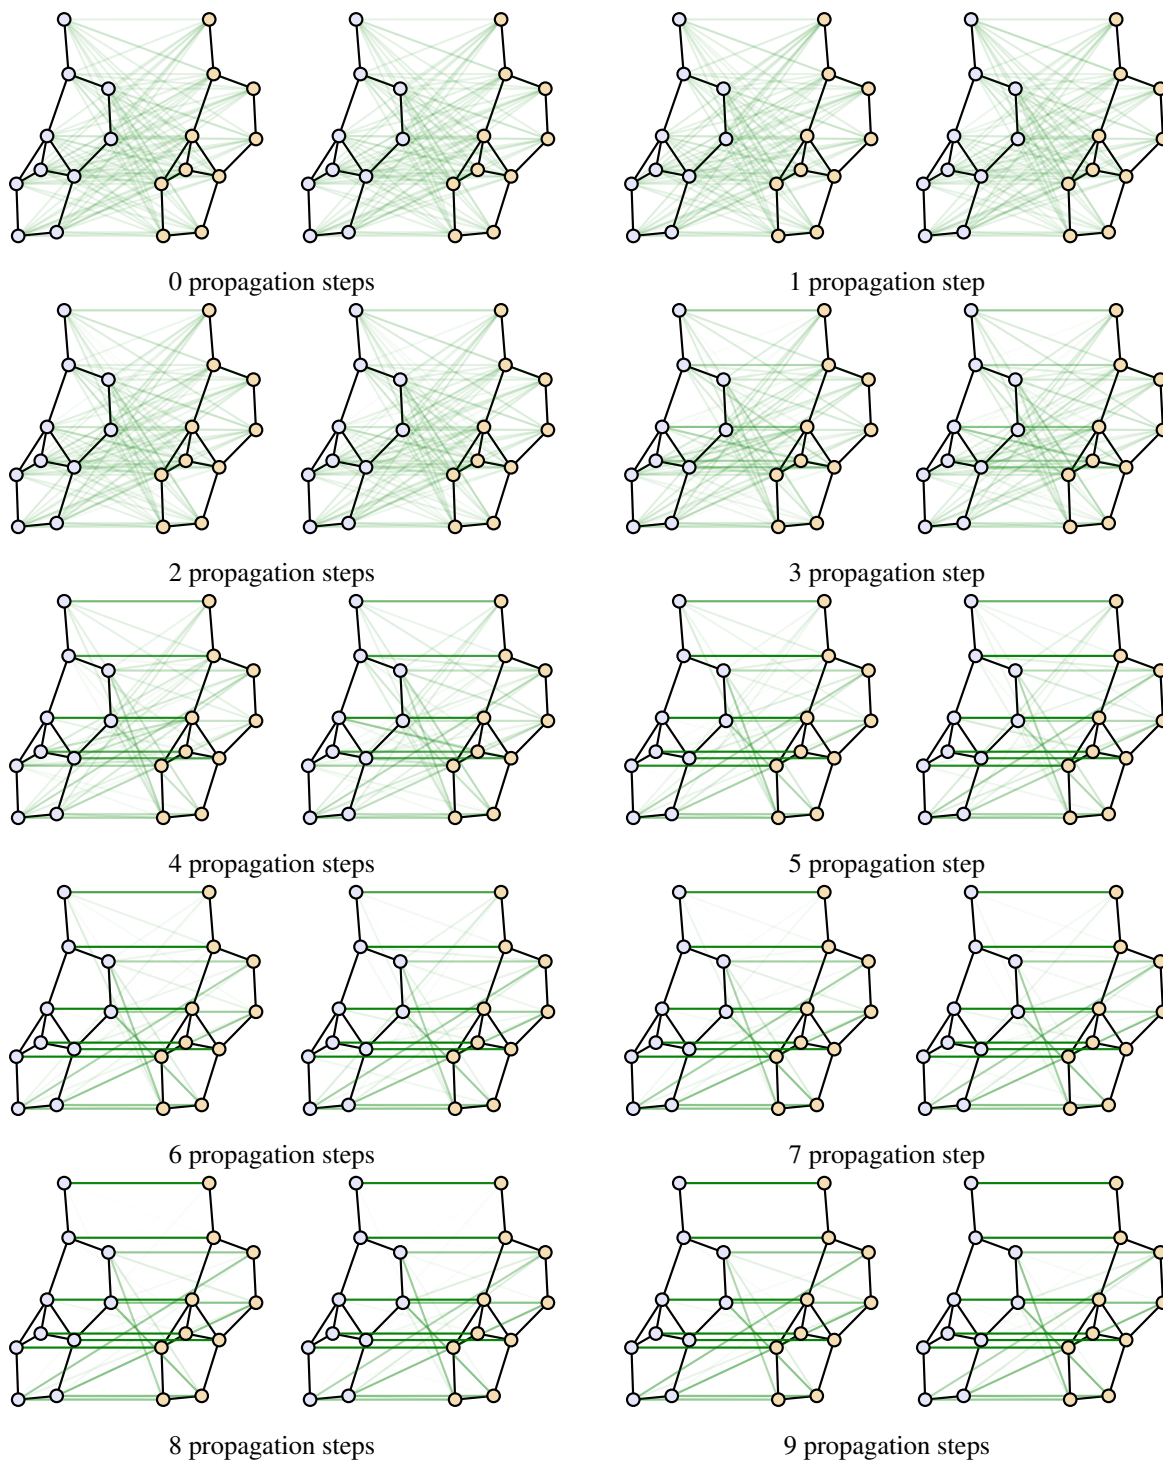 0 propagation steps
1 propagation step
2 propagation steps
3 propagation step
4 propagation steps
5 propagation step
6 propagation steps
7 propagation step
8 propagation steps
9 propagation steps